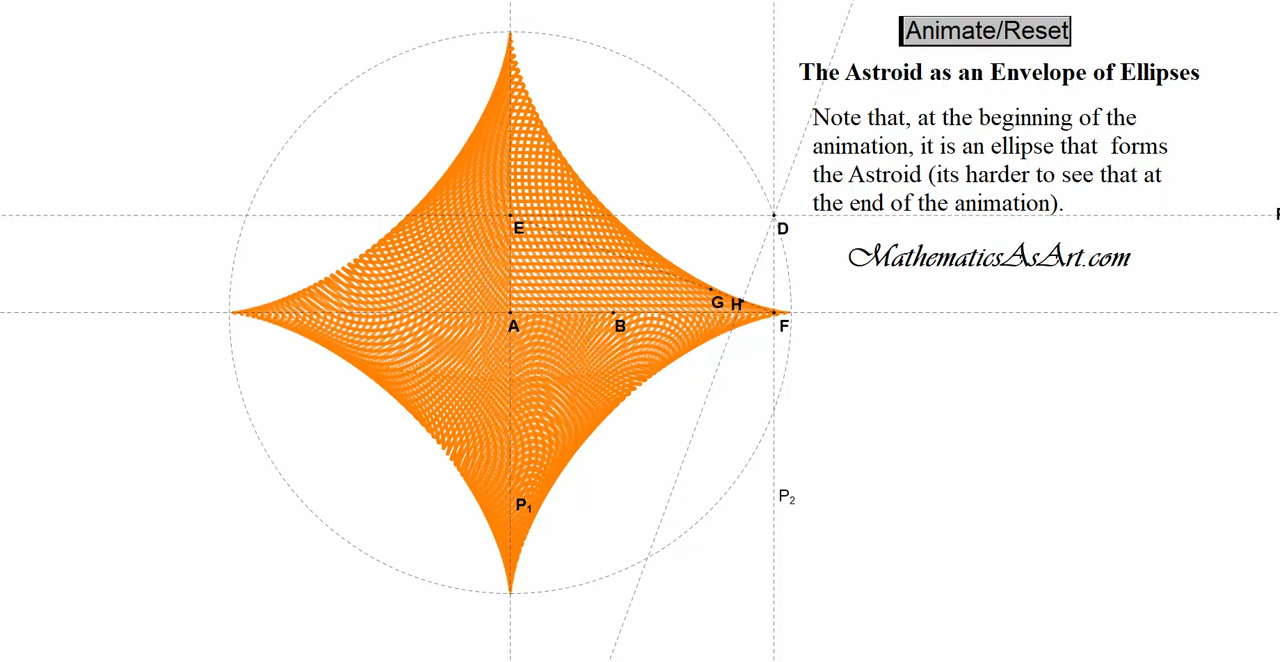 Animate/Reset
The Astroid as an Envelope of Ellipses
Note that, at the beginning of the
animation, it is an ellipse that forms
the Astroid (its harder to see that at
the end of the animation).
MathematicsAsArt.com
E
D
G H
A
B
F
P₁
P₂